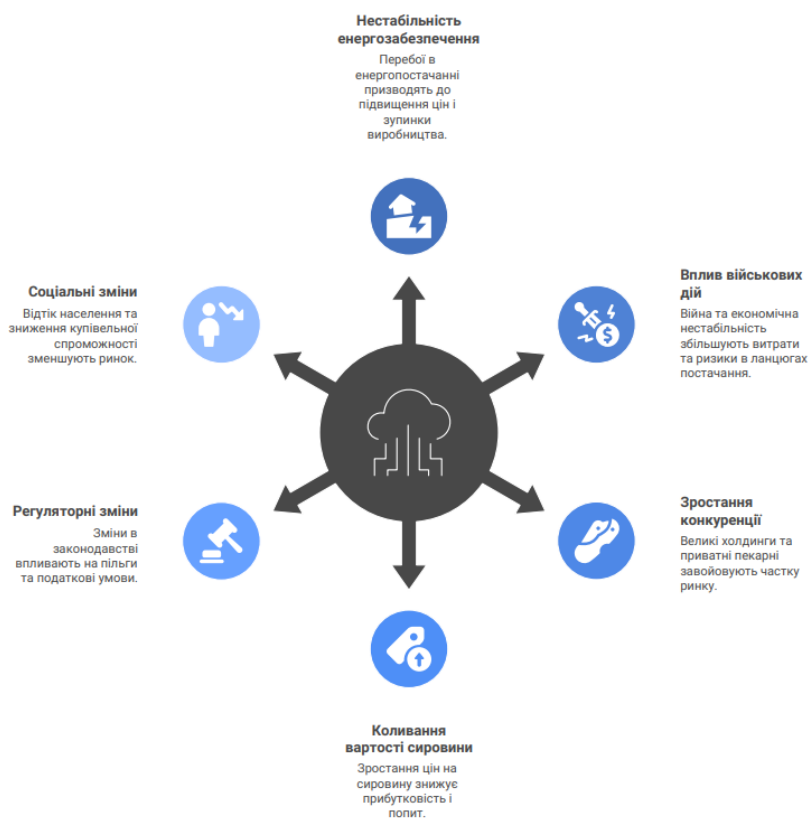 Нестабільність
енергозабезпечення
Перебої в
енергопостачанні
призводять до
підвищення цін і
зупинки
виробництва.
Соціальні зміни
Відтік населення та
зниження купівельної
спроможності
зменшують ринок.
Вплив військових
дій
Війна та економічна
нестабільність
збільшують витрати
та ризики в ланцюгах
постачання.
Регуляторні зміни
Зміни в
законодавстві
впливають на пільги
та податкові умови.
Зростання
конкуренції
Великі холдинги та
приватні пекарні
завойовують частку
ринку.
$
Коливання
вартості сировини
Зростання цін на
сировину знижує
прибутковість і
попит.